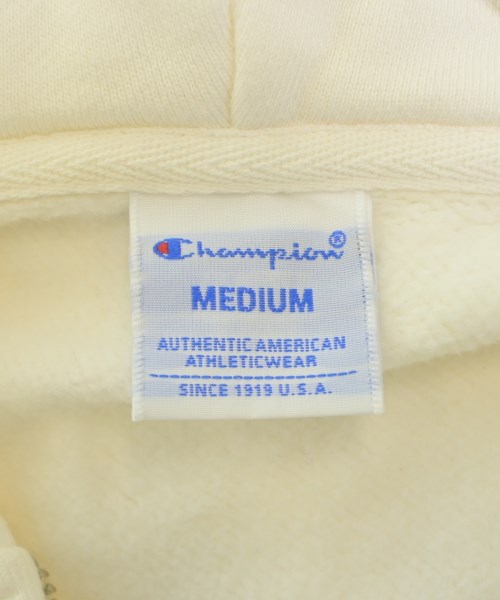 Champion®
MEDIUM
AUTHENTIC AMERICAN
ATHLETICWEAR
SINCE 1919 U.S.A.